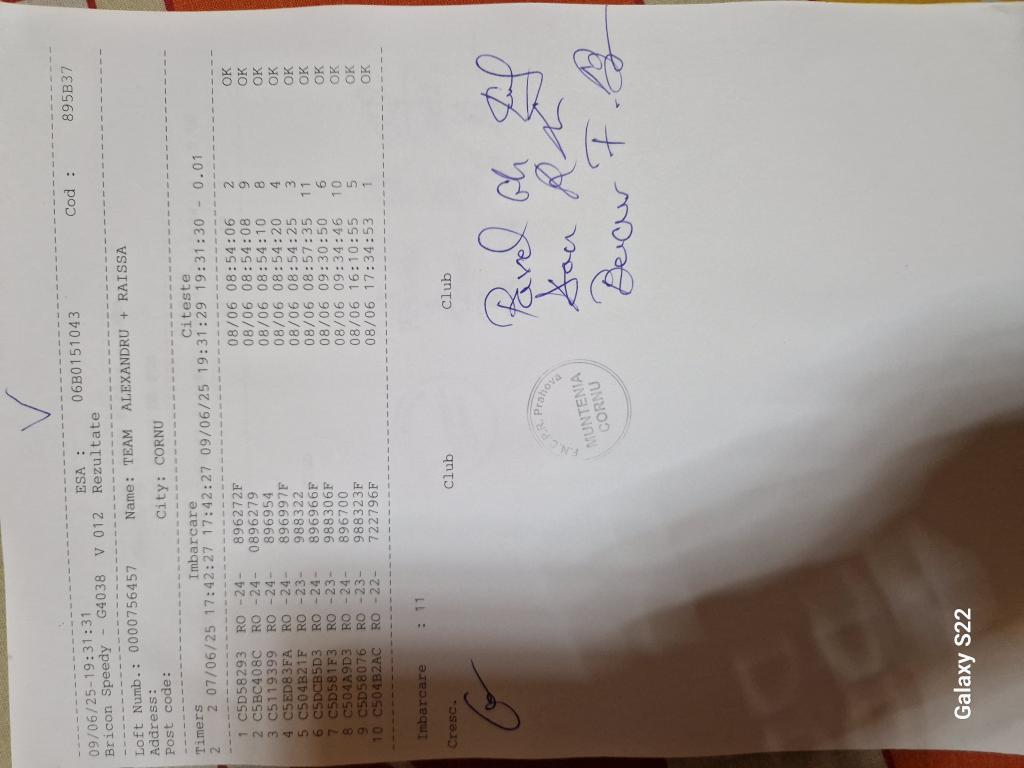 09/06/25-19:31:31 ESA : 06B0151043 Cod : 895B37
Bricon Speedy - G4038 V 012 Rezultate
Loft Numb.: 0000756457 Name: TEAM ALEXANDRU + RAISSA
Address:
Post code: City: CORNU
Timers Imbarcare Citeste
2 2 07/06/25 17:42:27 17:42:27 09/06/25 19:31:29 19:31:30 - 0.01
1 C5D58293 RO -24- 896272F 08/06 08:54:06 2 OK
2 C5BC408C RO -24- 0896279 08/06 08:54:08 9 OK
3 C5119399 RO -24- 896954 08/06 08:54:10 8 OK
4 C5ED83FA RO -24- 896997F 08/06 08:54:20 4 OK
5 C504B21F RO -23- 988322 08/06 08:54:25 3 OK
6 C5DCB5D3 RO -24- 896966F 08/06 08:57:35 11 OK
7 C5D581F3 RO -23- 988306F 08/06 09:30:50 6 OK
8 C504A9D3 RO -24- 896700 08/06 09:34:46 10 OK
9 C5D58076 RO -23- 988323F 08/06 16:10:55 5 OK
10 C504B2AC RO -22- 722796F 08/06 17:34:53 1 OK
Imbarcare : 11
Cresc. Club Club
Pavel Gh
F.N.C.P.R. Prahova
MUNTENIA
CORNU
Galaxy S22